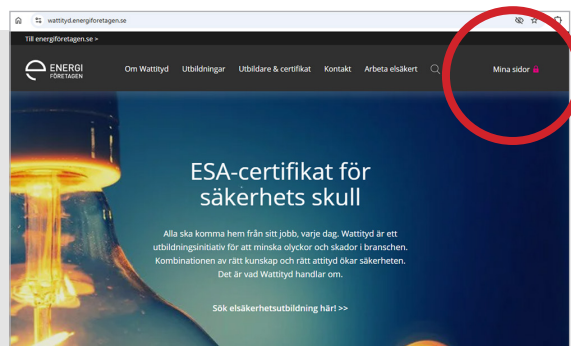 wattityd.energiforetagen.se
Till energiföretagen.se >
ENERGI
FÖRETAGEN
Om Wattityd Utbildningar Utbildare & certifikat Kontakt Arbeta elsäkert Mina sidor
ESA-certifikat för
säkerhets skull
Alla ska komma hem från sitt jobb, varje dag. Wattityd är ett
utbildningsinitiativ för att minska olyckor och skador i branschen.
Kombinationen av rätt kunskap och rätt attityd ökar säkerheten.
Det är vad Wattityd handlar om.
Sök elsäkerhetsutbildning här! >>